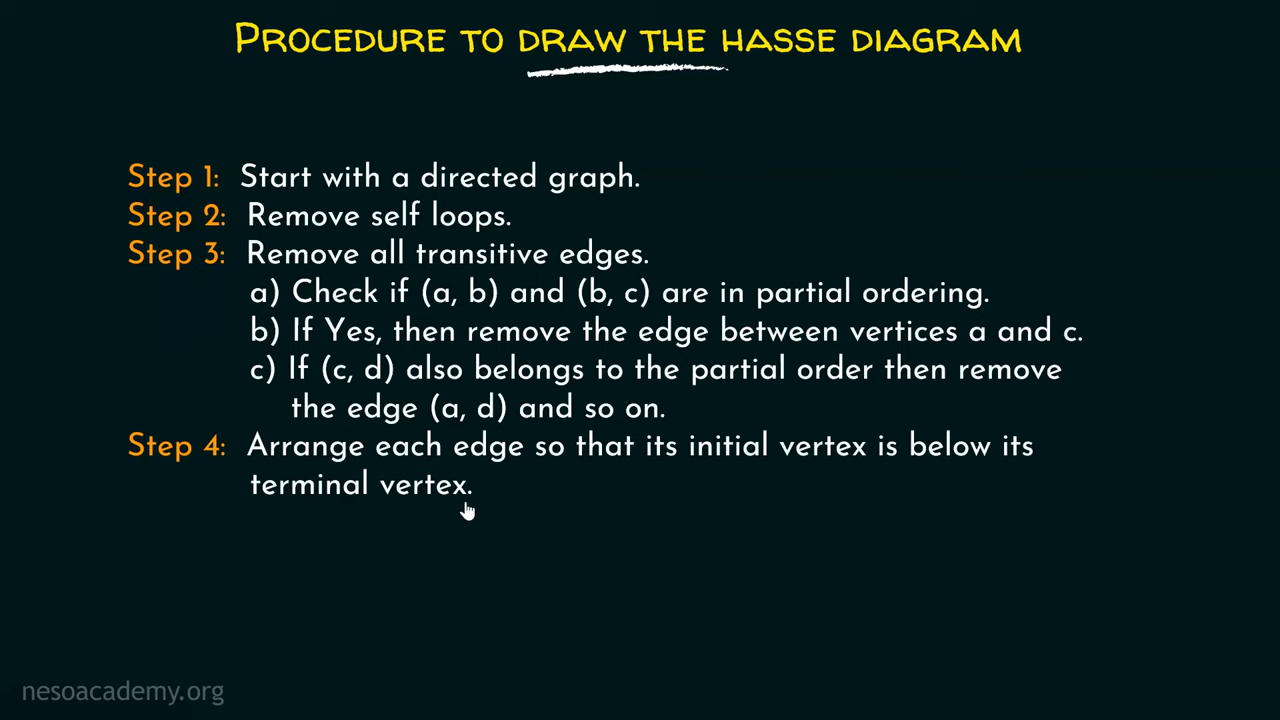 PROCEDURE TO DRAW THE HASSE DIAGRAM
Step 1: Start with a directed graph.
Step 2: Remove self loops.
Step 3: Remove all transitive edges.
a) Check if (a, b) and (b, c) are in partial ordering.
b) If Yes, then remove the edge between vertices a and c.
c) If (c, d) also belongs to the partial order then remove
the edge (a, d) and so on.
Step 4: Arrange each edge so that its initial vertex is below its
terminal vertex.
nesoacademy.org